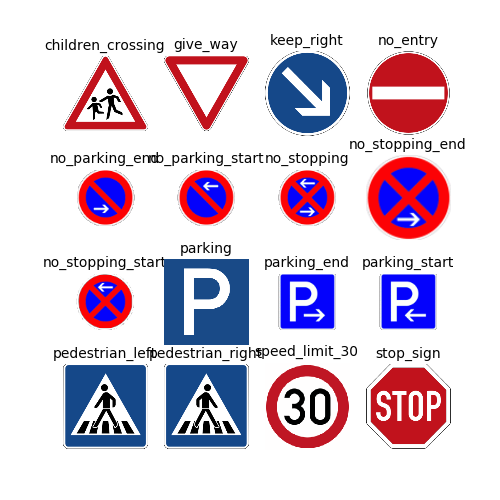 children_crossing
give_way
keep_right
no_entry
no_parking_end
no_parking_start
no_stopping
no_stopping_end
no_stopping_start
parking
parking_end
parking_start
P
P
P
pedestrian_left
pedestrian_right
speed_limit_30
stop_sign
30
STOP